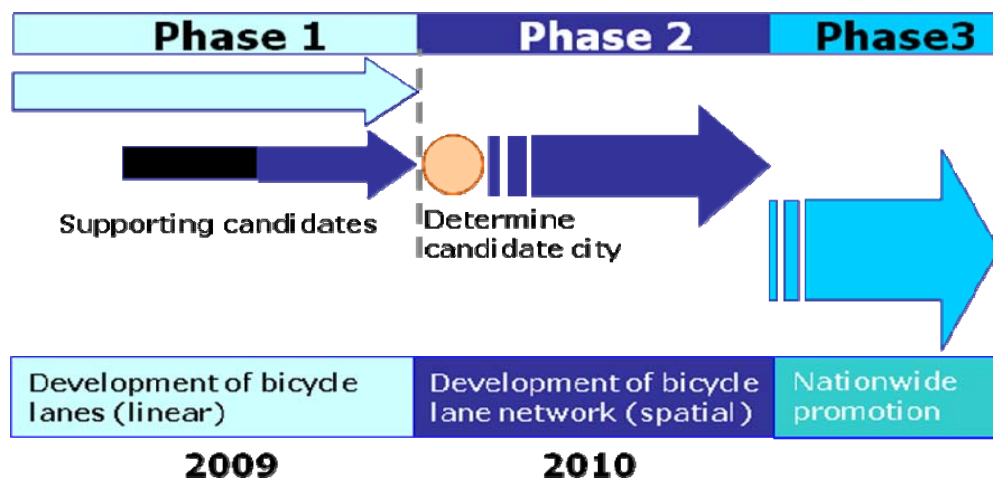 Phase 1
Phase 2
Phase3
Supporting candidates
Determine
candidate city
Development of bicycle
lanes (linear)
Development of bicycle
lane network (spatial)
Nationwide
promotion
2009
2010